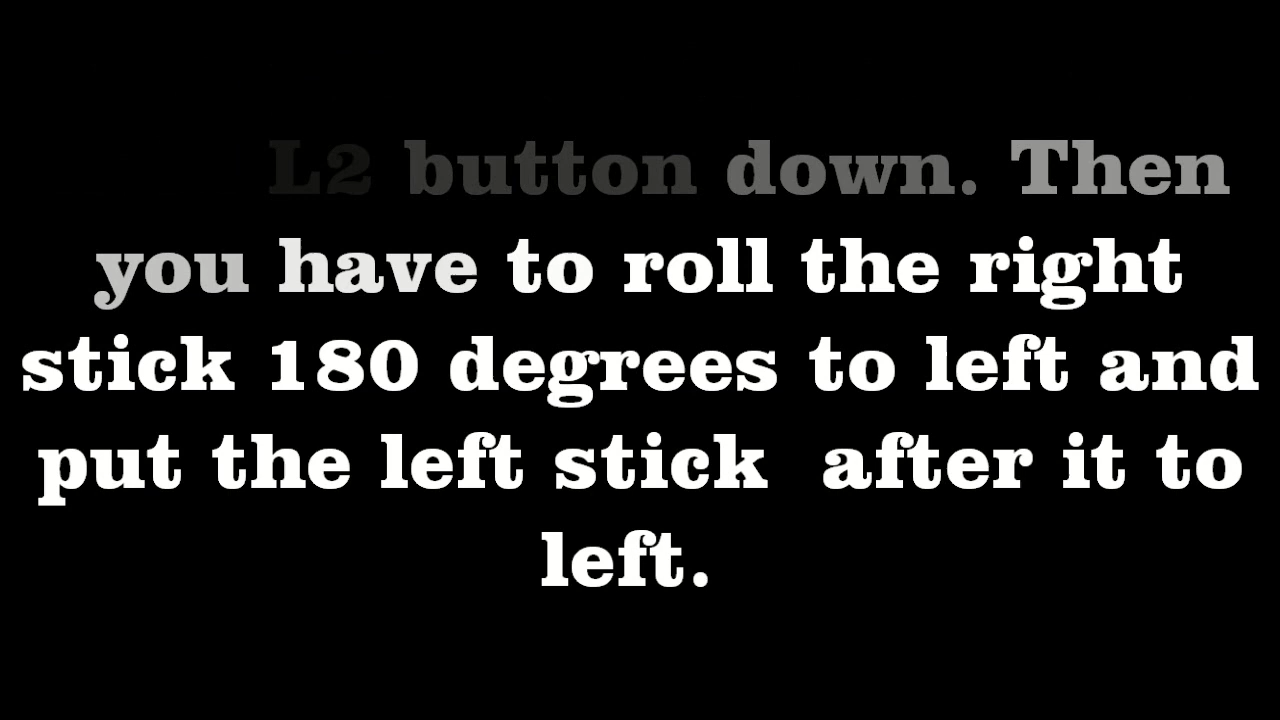 L2 button down. Then
you have to roll the right
stick 180 degrees to left and
put the left stick  after it to
left.